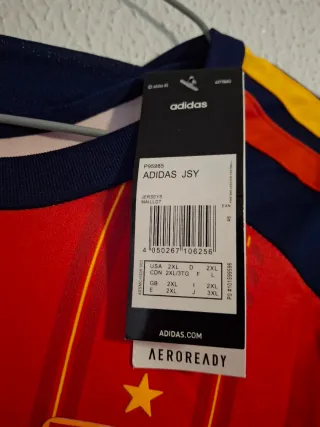 adidas
P95985
ADIDAS JSY
JERSEYS
MAILLOT
4 050267 106256
USA 2XL D 2XL
CDN 2XL/3TG F L
GB 2XL I 2XL
E 2XL J 3XL
ADIDAS.COM
AEROREADY